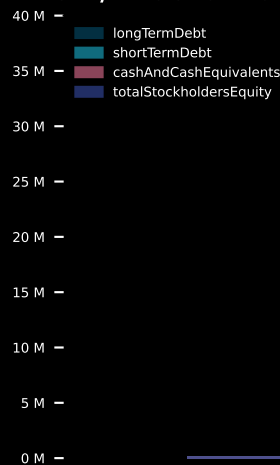 40 M
longTermDebt
shortTermDebt
35 M
cashAndCashEquivalents
totalStockholdersEquity
30 M
25 M
20 M
15 M
10 M
5 M
0 M